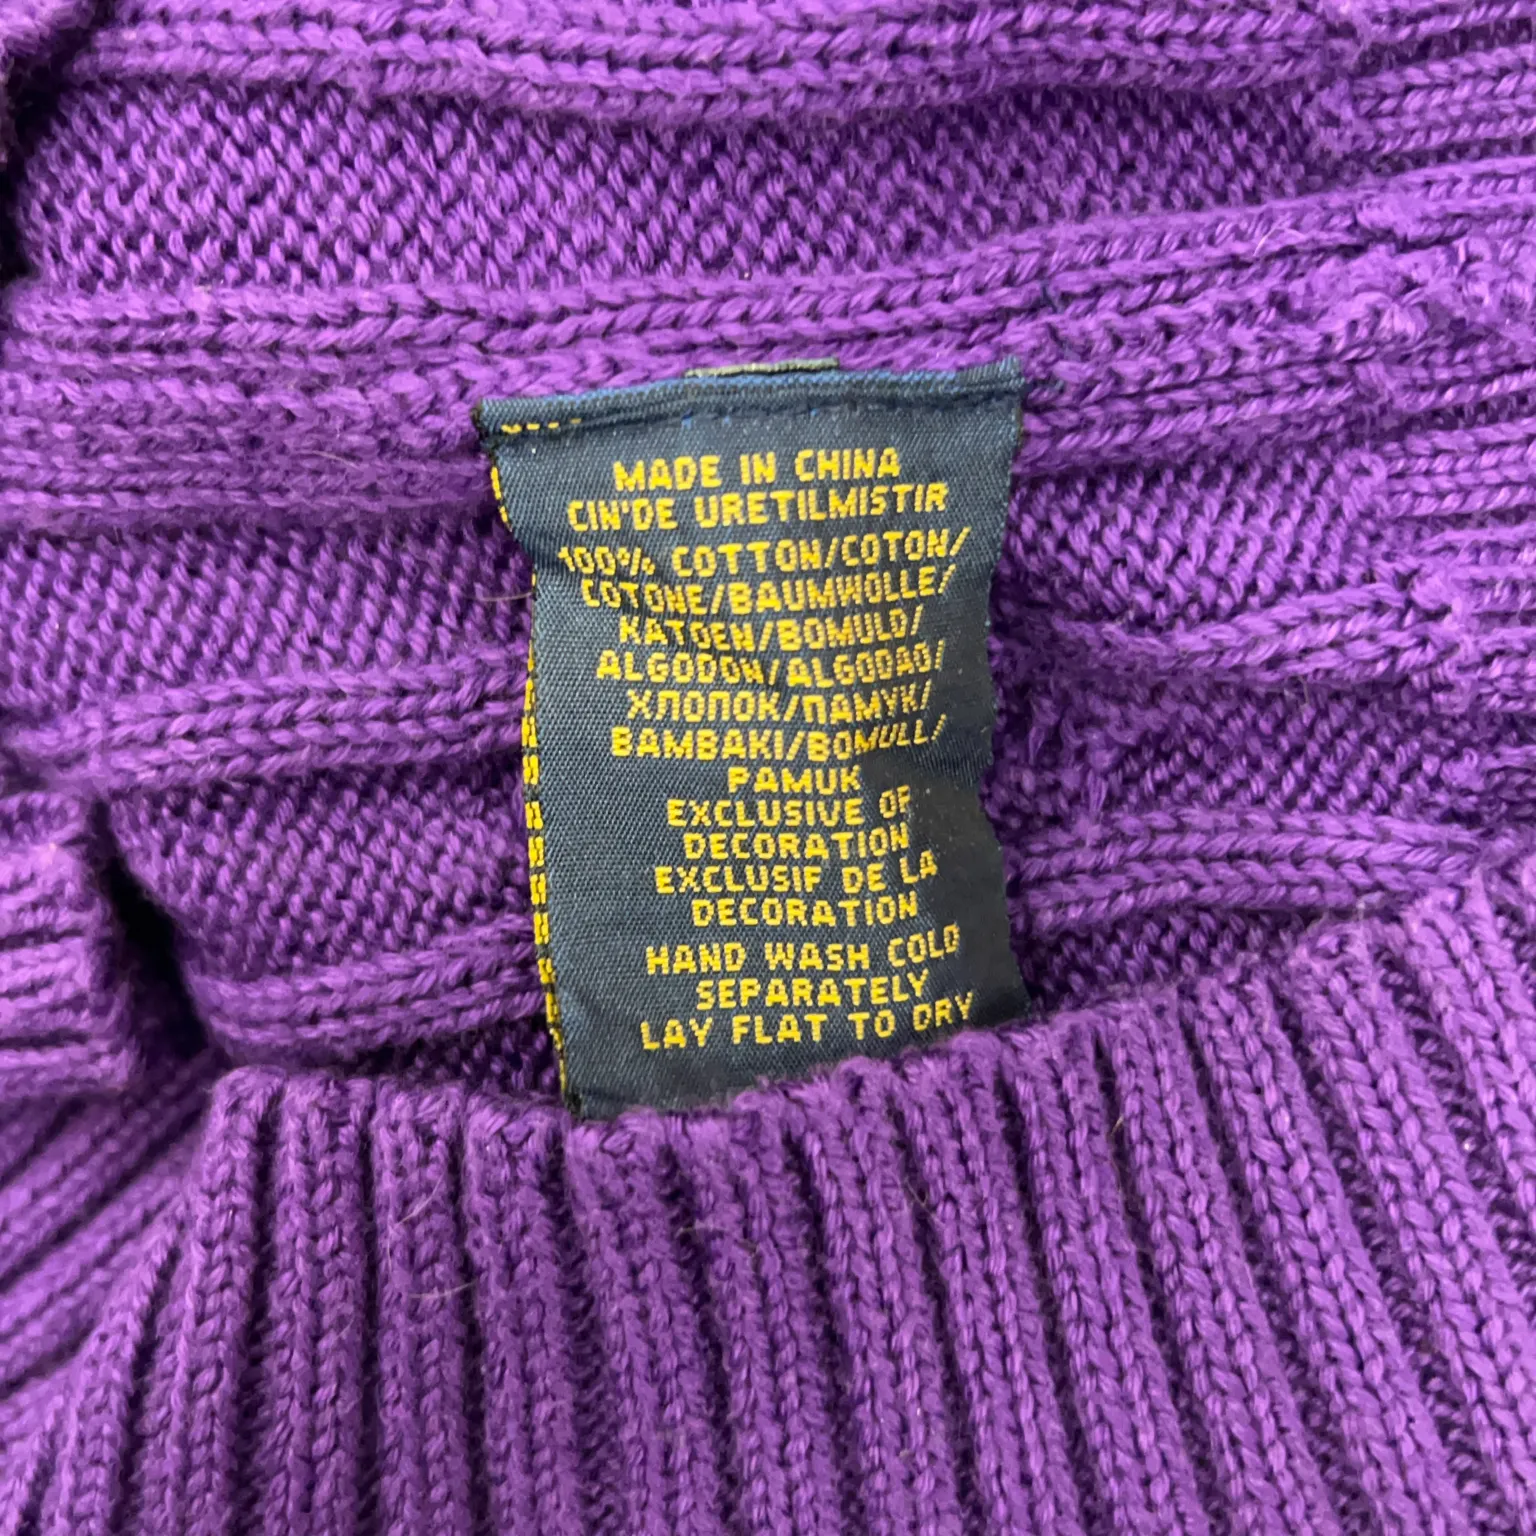 MADE IN CHINA
CIN'DE URETILMISTIR
100% COTTON/COTON/
COTONE/BAUMWOLLE/
KATOEN/BOMULD/
ALGODON/ALGODAO/
ХЛОПОК/ПАМУК/
BAMBAKI/BOMULL/
PAMUK
EXCLUSIVE OF
DECORATION
EXCLUSIF DE LA
DECORATION
HAND WASH COLD
SEPARATELY
LAY FLAT TO DRY